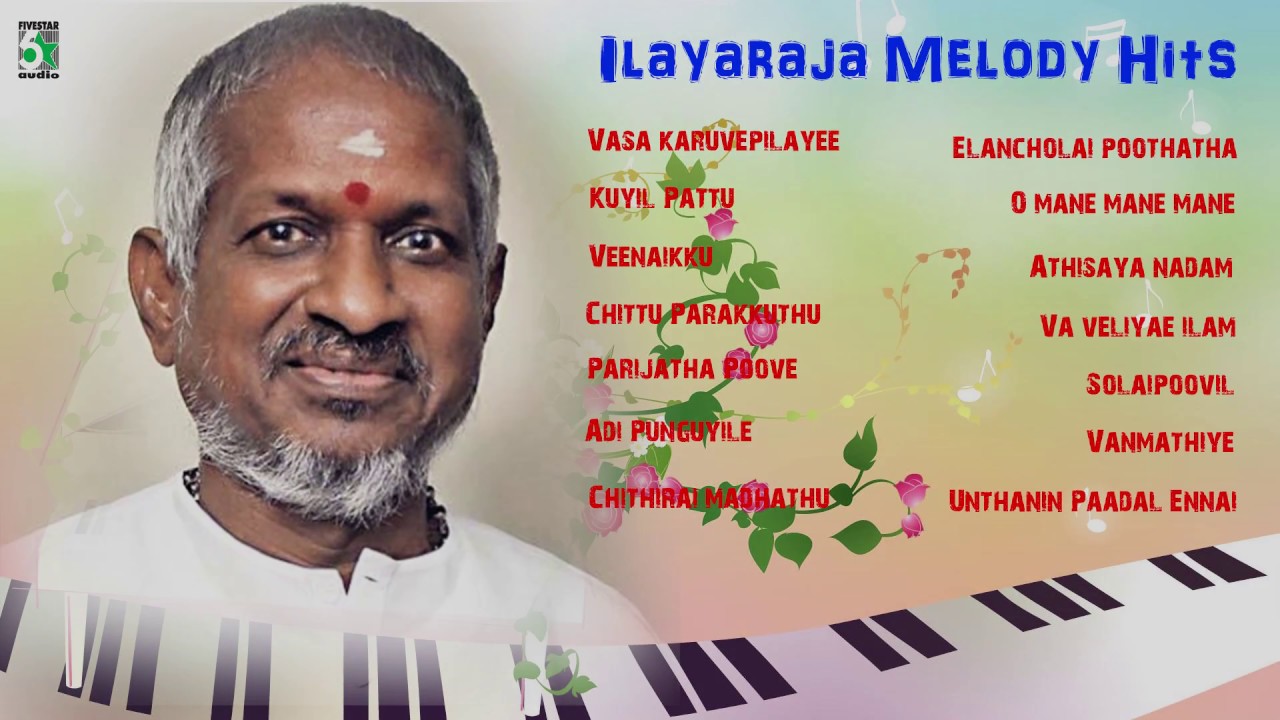 FIVESTAR
6
audio
ILAYARAJA MELODY HITS
VASA KARUVEPILAYEE
KUYIL PATTU
VEENAIKKU
CHITTU PARAKKUTHU
PARIJATHA POOVE
ADI PUNGUYILE
CHITHIRAI MADHATHU
ELANCHOLAI POOTHATHA
O MANE MANE MANE
ATHISAYA NADAM
VA VELIYAE ILAM
SOLAIPOOVIL
VANMATHIYE
UNTHANIN PAADAL ENNAI